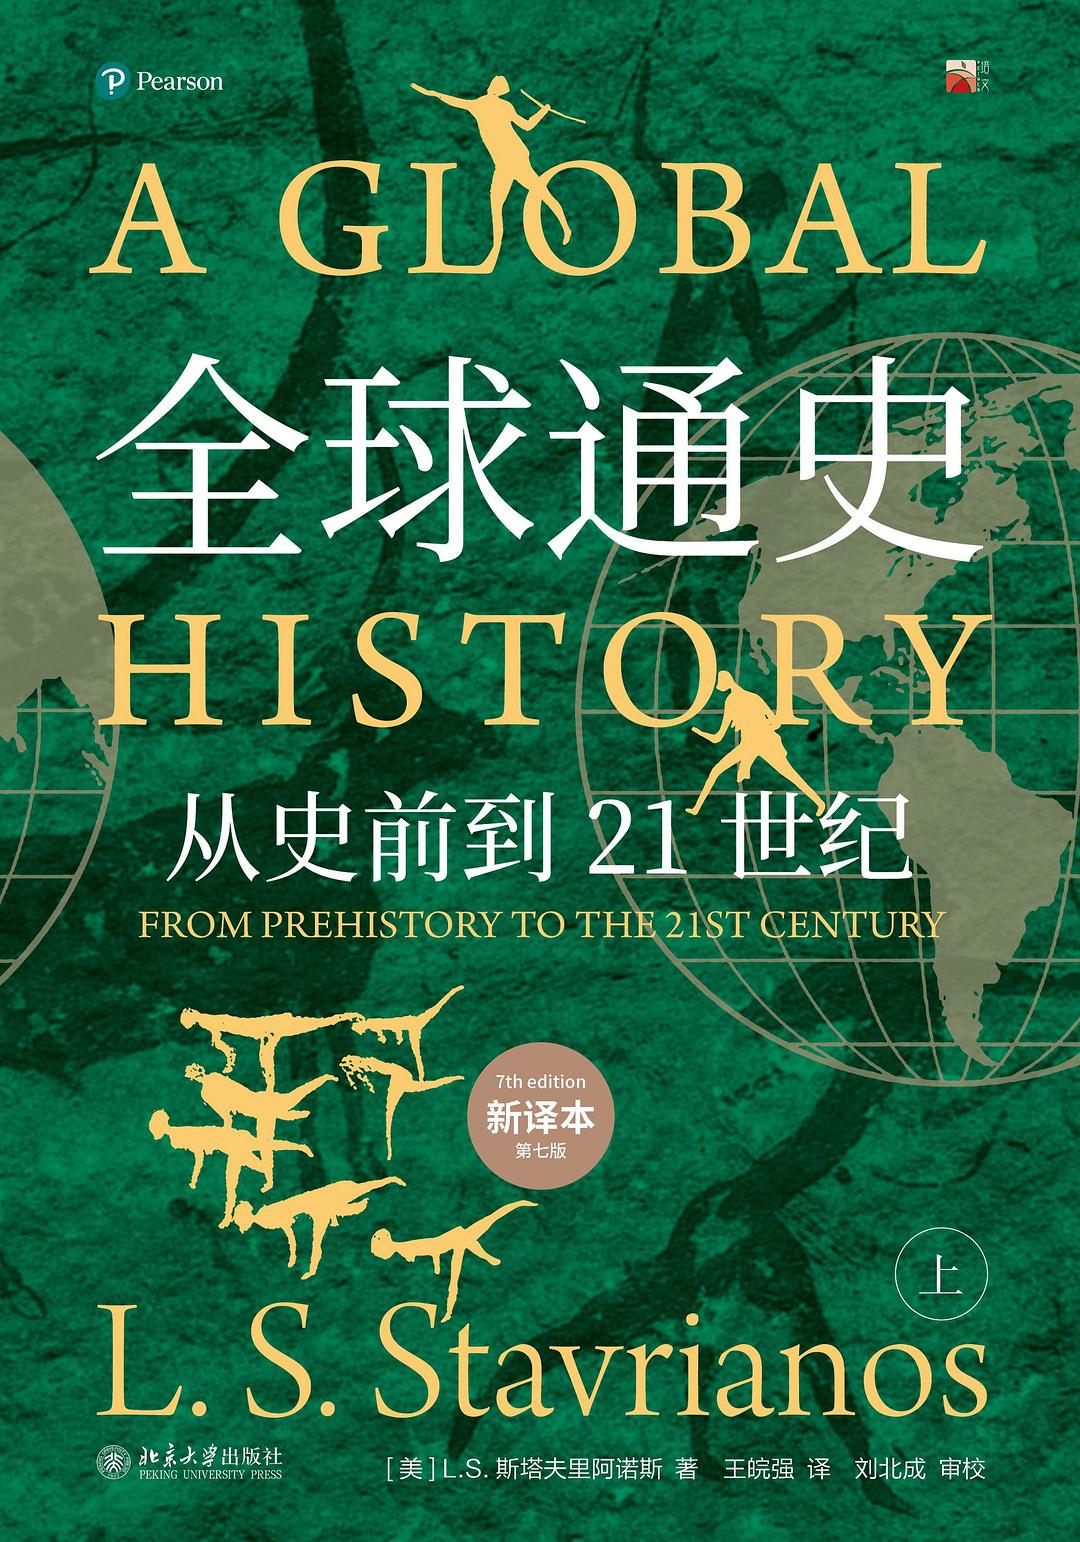 Pearson
培文
A GLOBAL
全球通史
HISTORY
从史前到 21 世纪
FROM PREHISTORY TO THE 21ST CENTURY
7th edition
新译本
第七版
上
L. S. Stavrianos
北京大学出版社
PEKING UNIVERSITY PRESS
[ 美 ] L.S. 斯塔夫里阿诺斯 著 王皖强 译 刘北成 审校